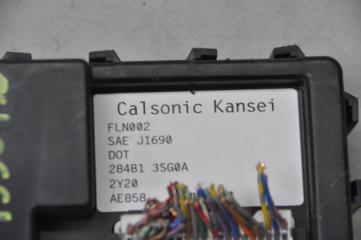 Calsonic Kansei
FLN002
SAE J1690
DOT
284B1 3SG0A
2Y20
AE858